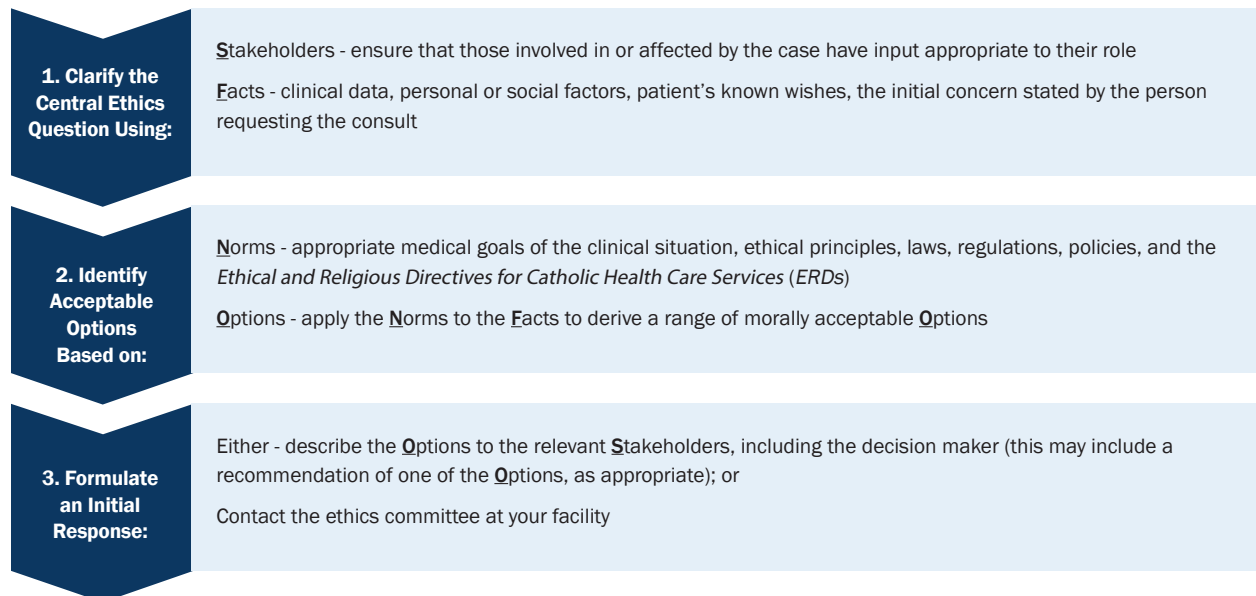 1. Clarify the
Central Ethics
Question Using:
Stakeholders - ensure that those involved in or affected by the case have input appropriate to their role
Facts - clinical data, personal or social factors, patient’s known wishes, the initial concern stated by the person
requesting the consult
2. Identify
Acceptable
Options
Based on:
Norms - appropriate medical goals of the clinical situation, ethical principles, laws, regulations, policies, and the
Ethical and Religious Directives for Catholic Health Care Services (ERDs)
Options - apply the Norms to the Facts to derive a range of morally acceptable Options
3. Formulate
an Initial
Response:
Either - describe the Options to the relevant Stakeholders, including the decision maker (this may include a
recommendation of one of the Options, as appropriate); or
Contact the ethics committee at your facility